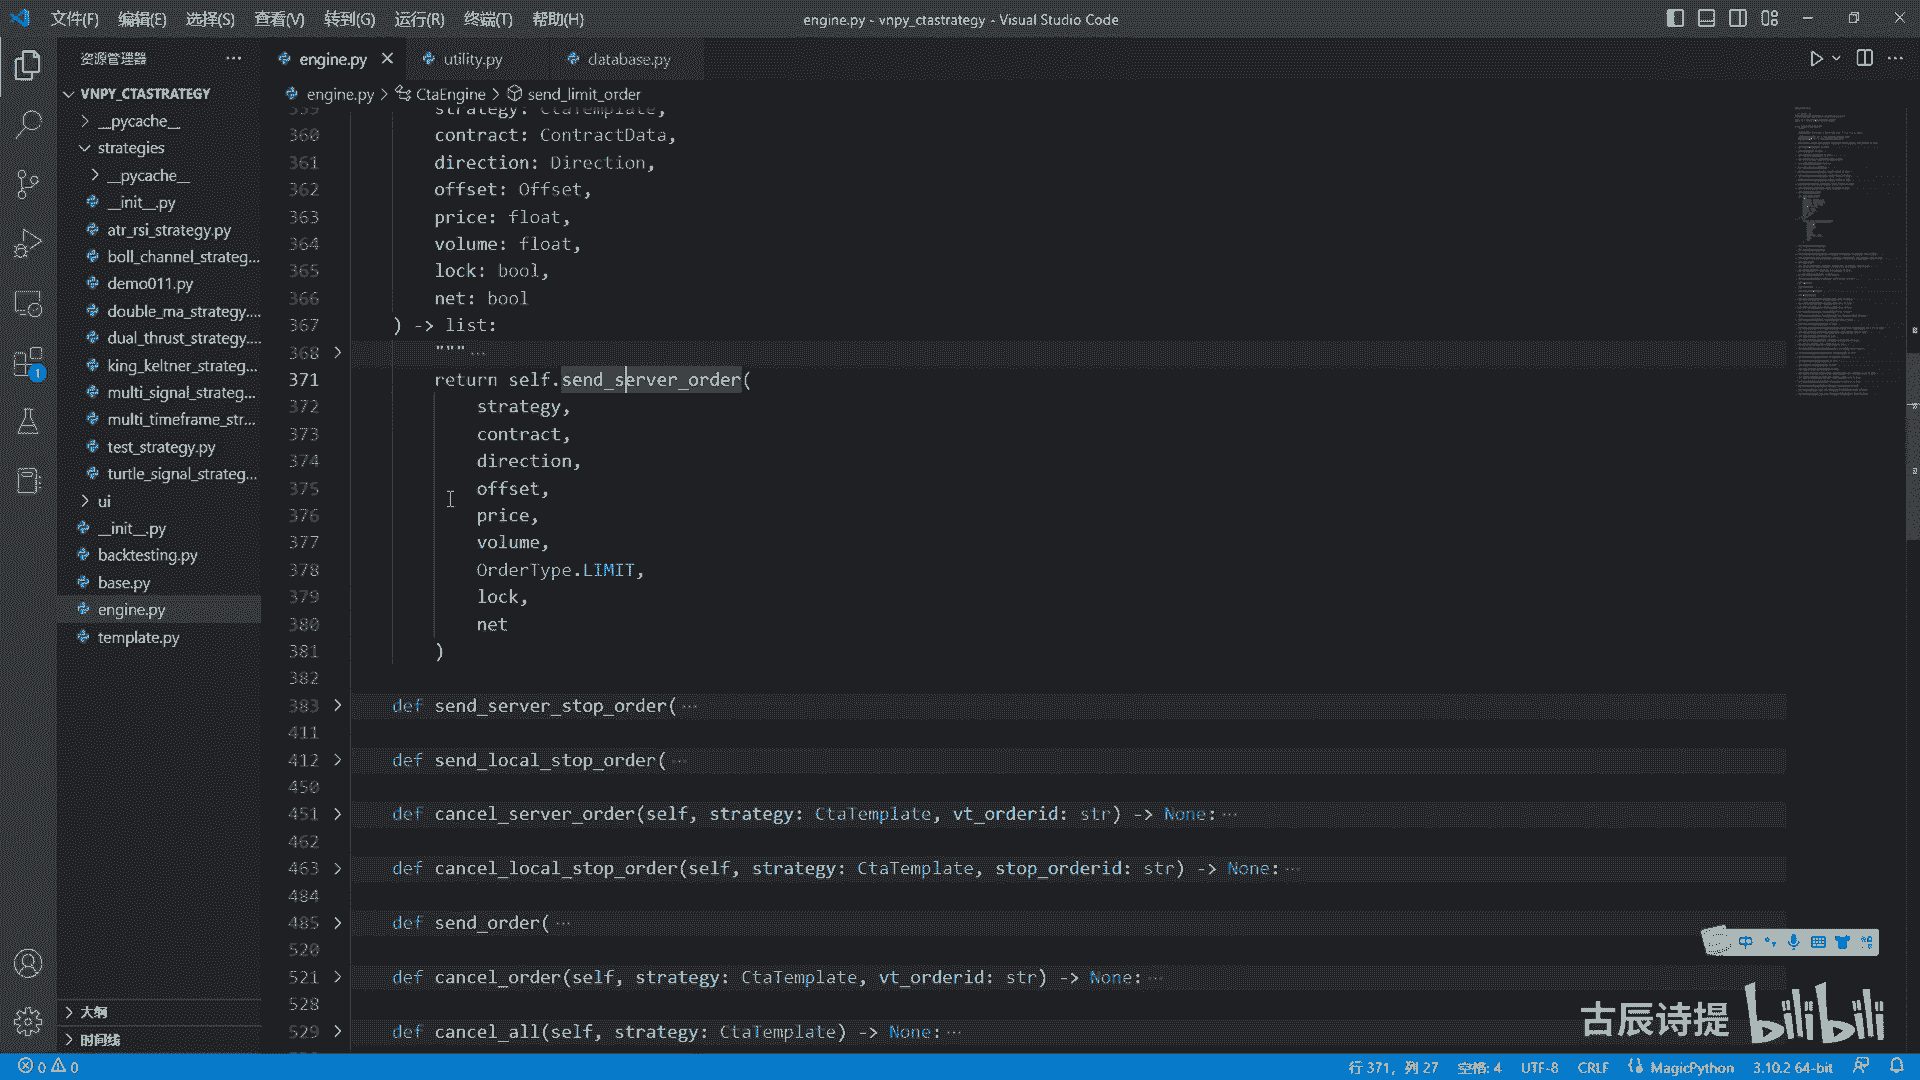 文件(F) 编辑(E) 选择(S) 查看(V) 转到(G) 运行(R) 终端(T) 帮助(H) engine.py - vnpy_ctastrategy - Visual Studio Code
资源管理器 ··· engine.py utility.py database.py
VNPY_CTASTRATEGY
__pycache__
strategies
__pycache__
__init__.py
atr_rsi_strategy.py
boll_channel_strateg...
demo011.py
double_ma_strategy....
dual_thrust_strategy....
king_keltner_strateg...
multi_signal_strateg...
multi_timeframe_str...
test_strategy.py
turtle_signal_strateg...
ui
__init__.py
backtesting.py
base.py
engine.py
template.py
大纲
时间线
1
engine.py > CtaEngine > send_limit_order
359 strategy: CtaTemplate,
360 contract: ContractData,
361 direction: Direction,
362 offset: Offset,
363 price: float,
364 volume: float,
365 lock: bool,
366 net: bool
367 ) -> list:
368 """...
371 return self.send_server_order(
372 strategy,
373 contract,
374 direction,
375 offset,
376 price,
377 volume,
378 OrderType.LIMIT,
379 lock,
380 net
381 )
382
383 def send_server_stop_order(···
411
412 def send_local_stop_order(···
450
451 def cancel_server_order(self, strategy: CtaTemplate, vt_orderid: str) -> None:···
462
463 def cancel_local_stop_order(self, strategy: CtaTemplate, stop_orderid: str) -> None:···
484
485 def send_order(···
520
521 def cancel_order(self, strategy: CtaTemplate, vt_orderid: str) -> None:···
528
529 def cancel_all(self, strategy: CtaTemplate) -> None:···
中
古辰诗提 bilibili
0 0 行 371，列 27 空格: 4 UTF-8 CRLF MagicPython 3.10.2 64-bit